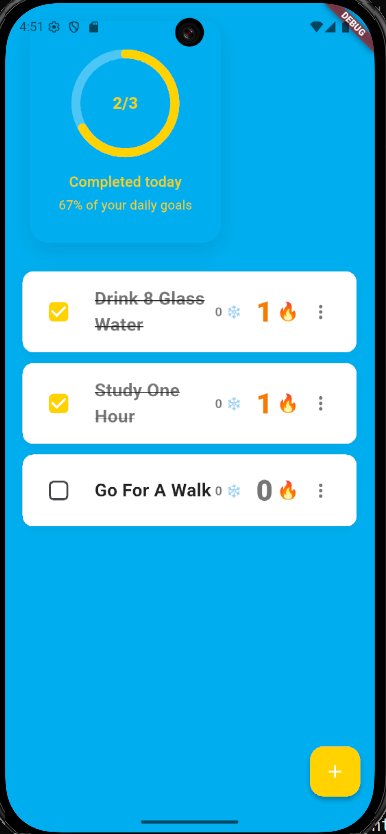 4:51
DEBUG
2/3
Completed today
67% of your daily goals
Drink 8 Glass
Water
0
1
Study One
Hour
0
1
Go For A Walk
0
0